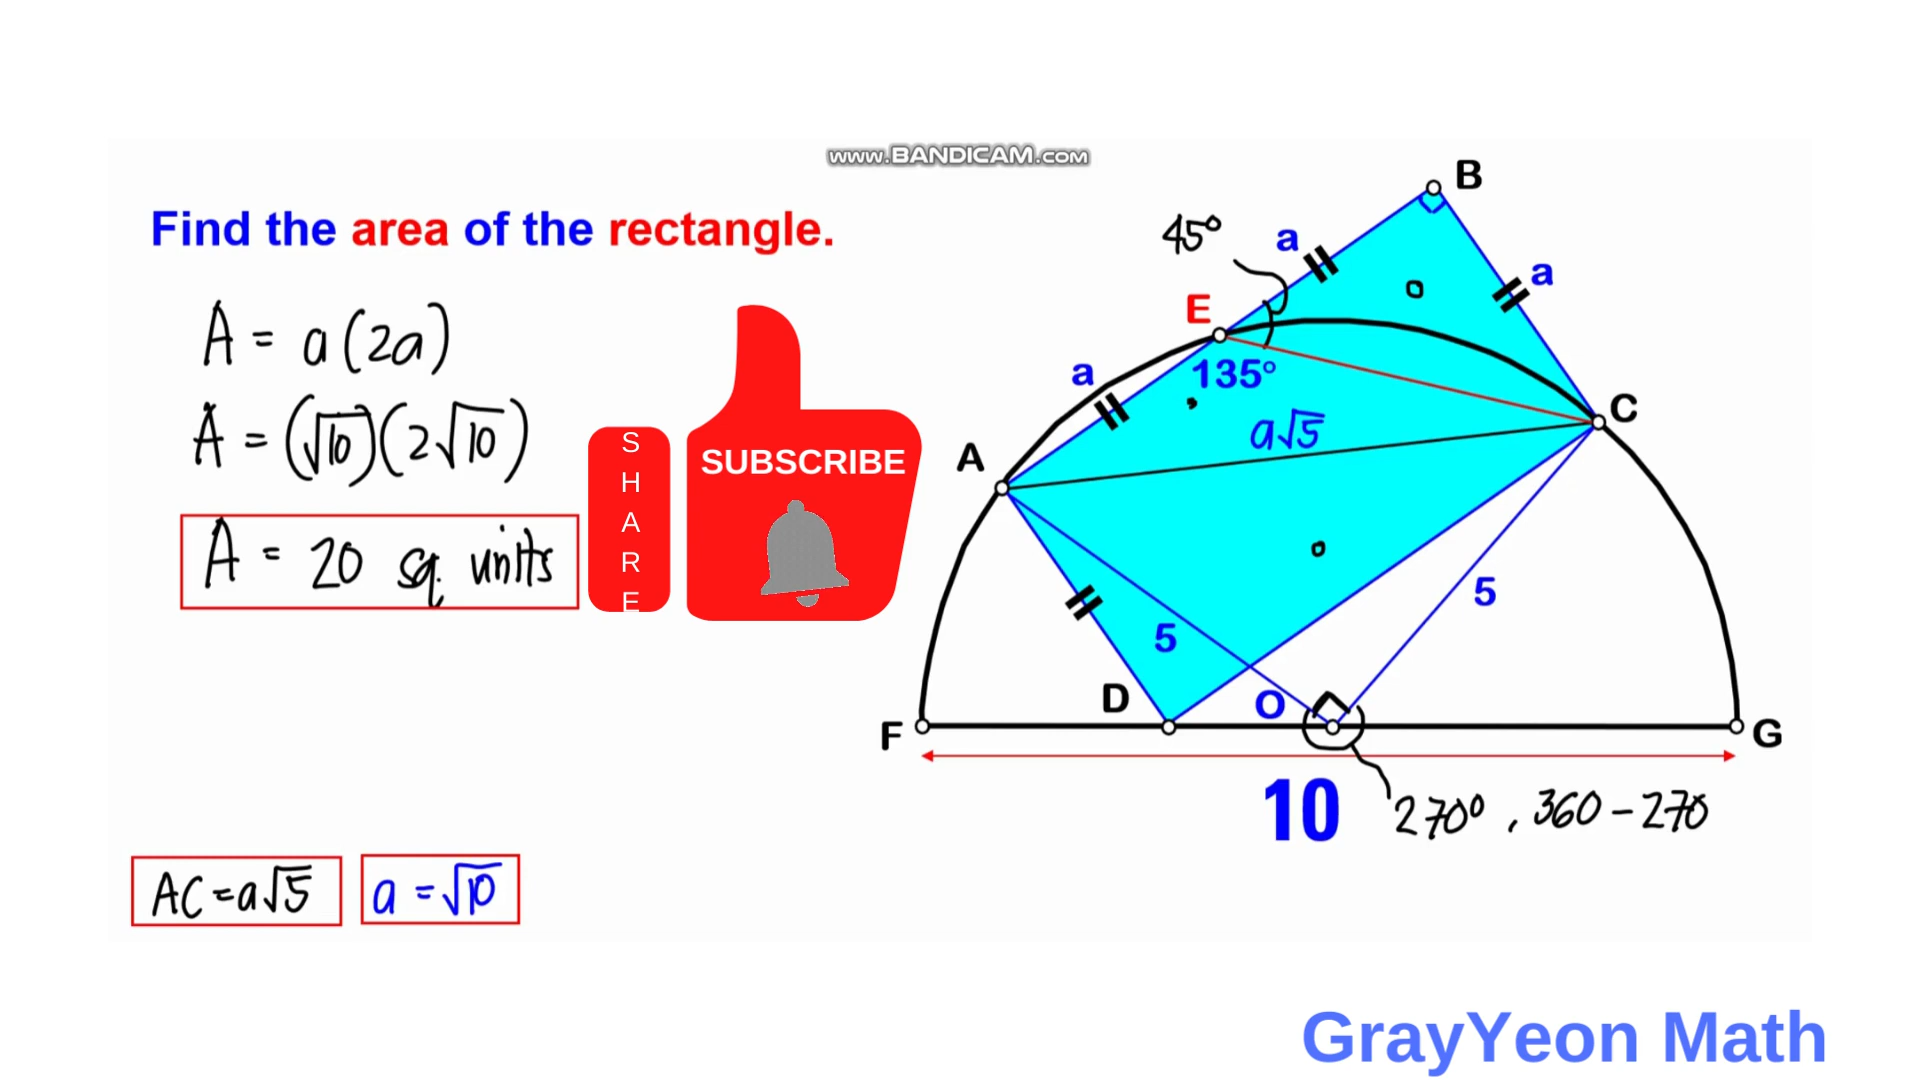 www.BANDICAM.com
Find the area of the rectangle.
A = a(2a)
A = (√10)(2√10)
A = 20 sq. units
S
H
A
R
E
SUBSCRIBE
AC = a√5
a = √10
B
45°
a
a
E
a
135°
C
a√5
A
5
5
D
O
F
G
10
270°, 360 - 270
GrayYeon Math